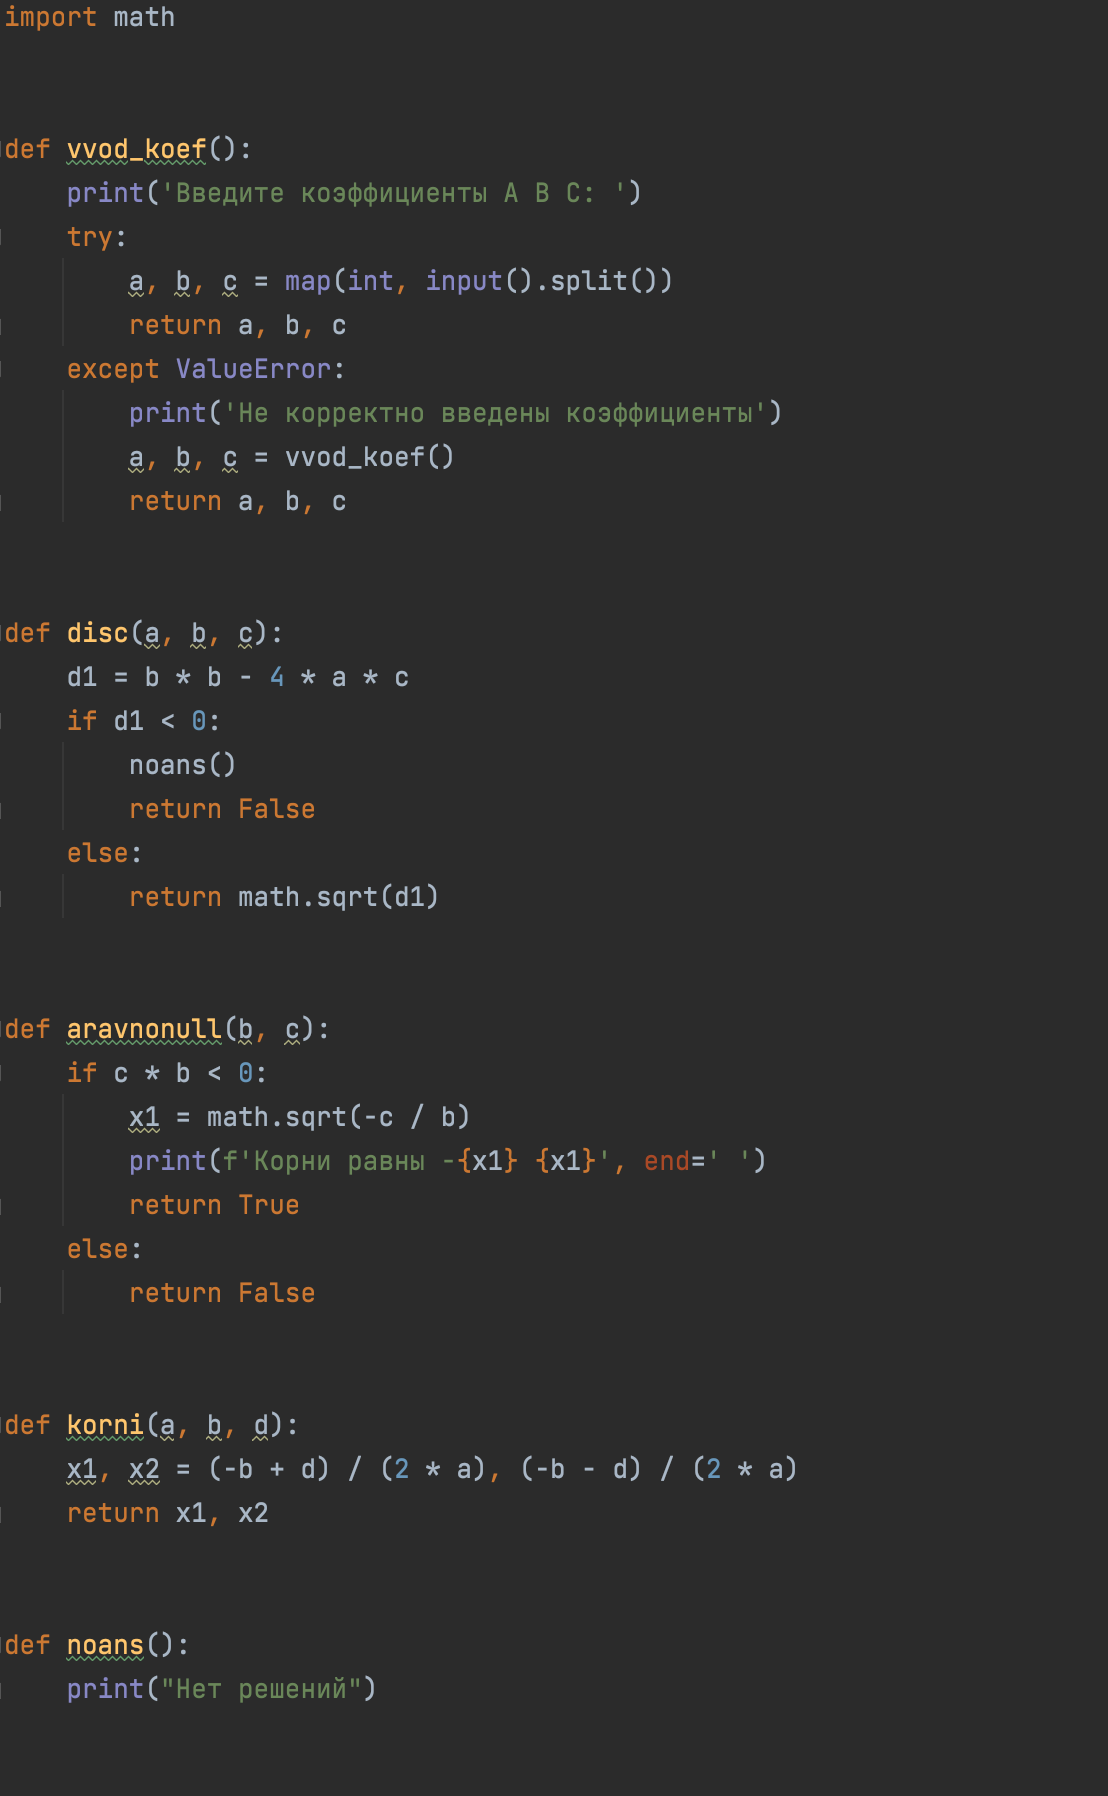 import math
def vvod_koef():
    print('Введите коэффициенты A B C: ')
    try:
        a, b, c = map(int, input().split())
        return a, b, c
    except ValueError:
        print('Не корректно введены коэффициенты')
        a, b, c = vvod_koef()
        return a, b, c
def disc(a, b, c):
    d1 = b * b - 4 * a * c
    if d1 < 0:
        noans()
        return False
    else:
        return math.sqrt(d1)
def aravnonull(b, c):
    if c * b < 0:
        x1 = math.sqrt(-c / b)
        print(f'Корни равны -{x1} {x1}', end=' ')
        return True
    else:
        return False
def korni(a, b, d):
    x1, x2 = (-b + d) / (2 * a), (-b - d) / (2 * a)
    return x1, x2
def noans():
    print("Нет решений")